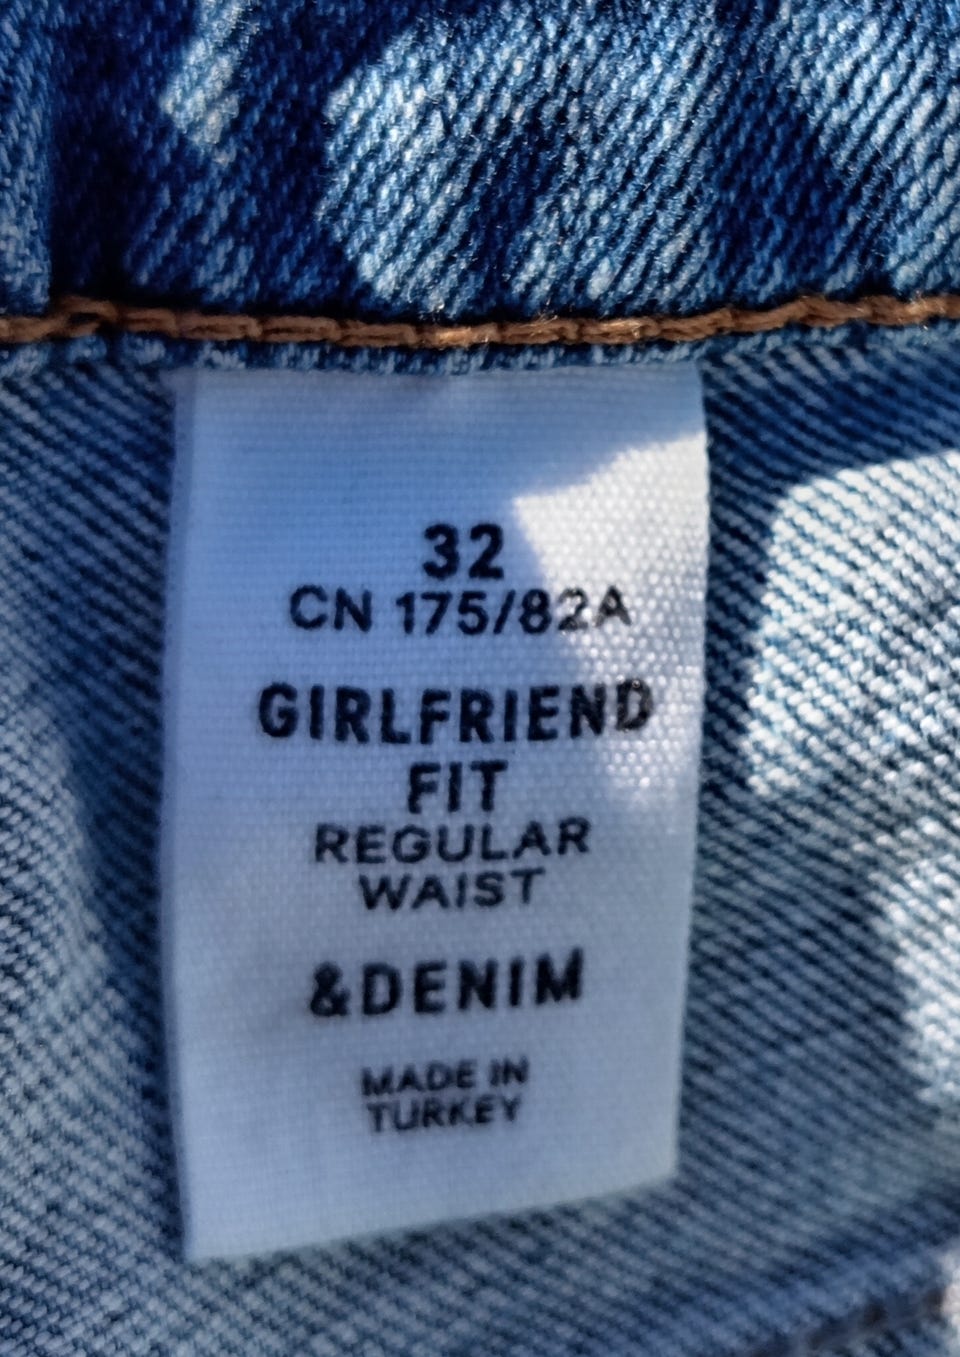 32
CN 175/82A
GIRLFRIEND
FIT
REGULAR
WAIST
&DENIM
MADE IN
TURKEY